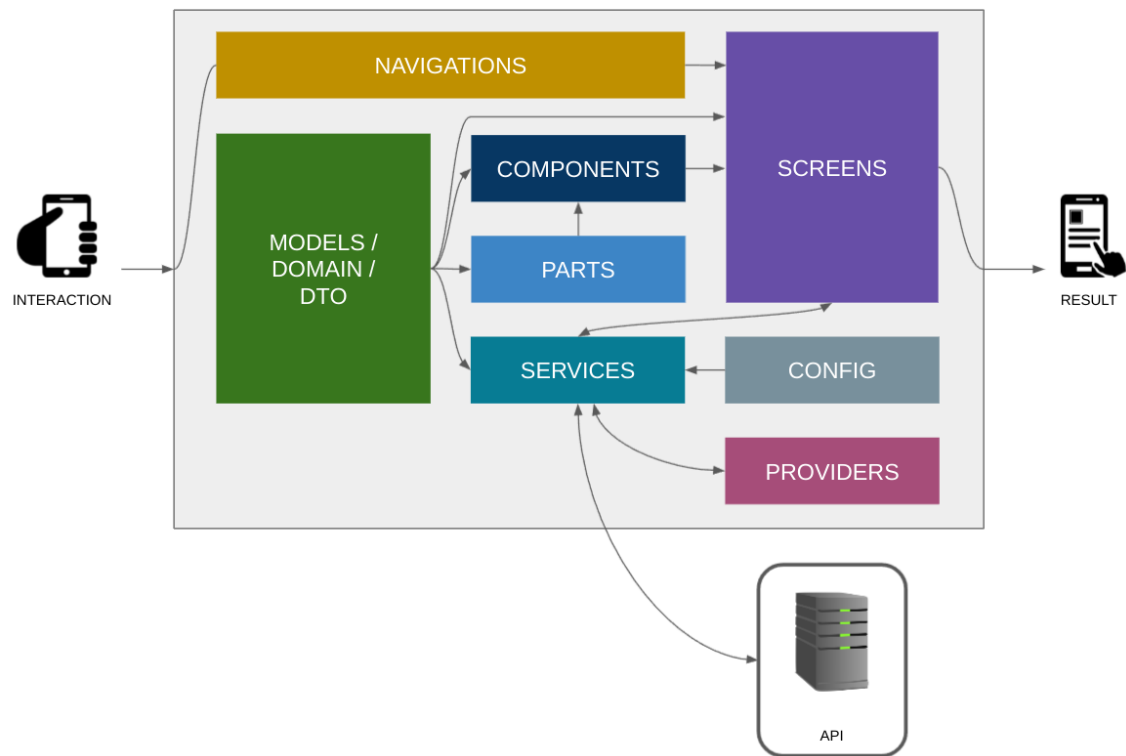 NAVIGATIONS
COMPONENTS
SCREENS
MODELS /
DOMAIN /
DTO
PARTS
INTERACTION
RESULT
SERVICES
CONFIG
PROVIDERS
API